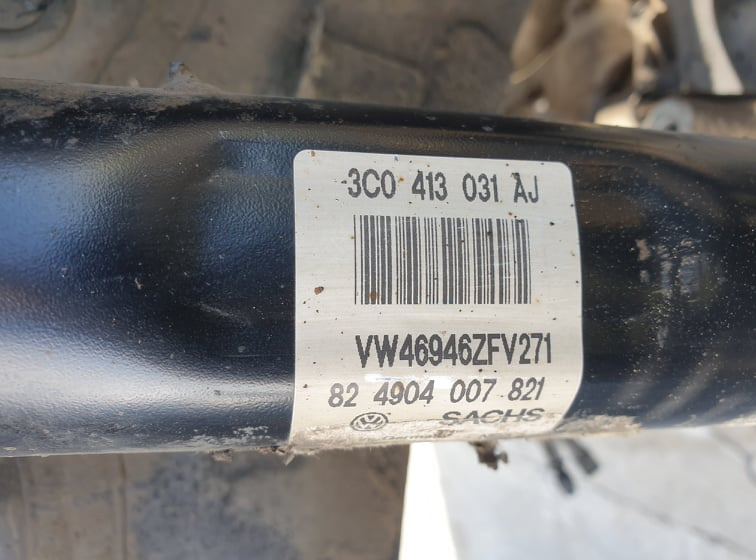 3C0 413 031 AJ
VW46946ZFV271
82 4904 007 821
SACHS